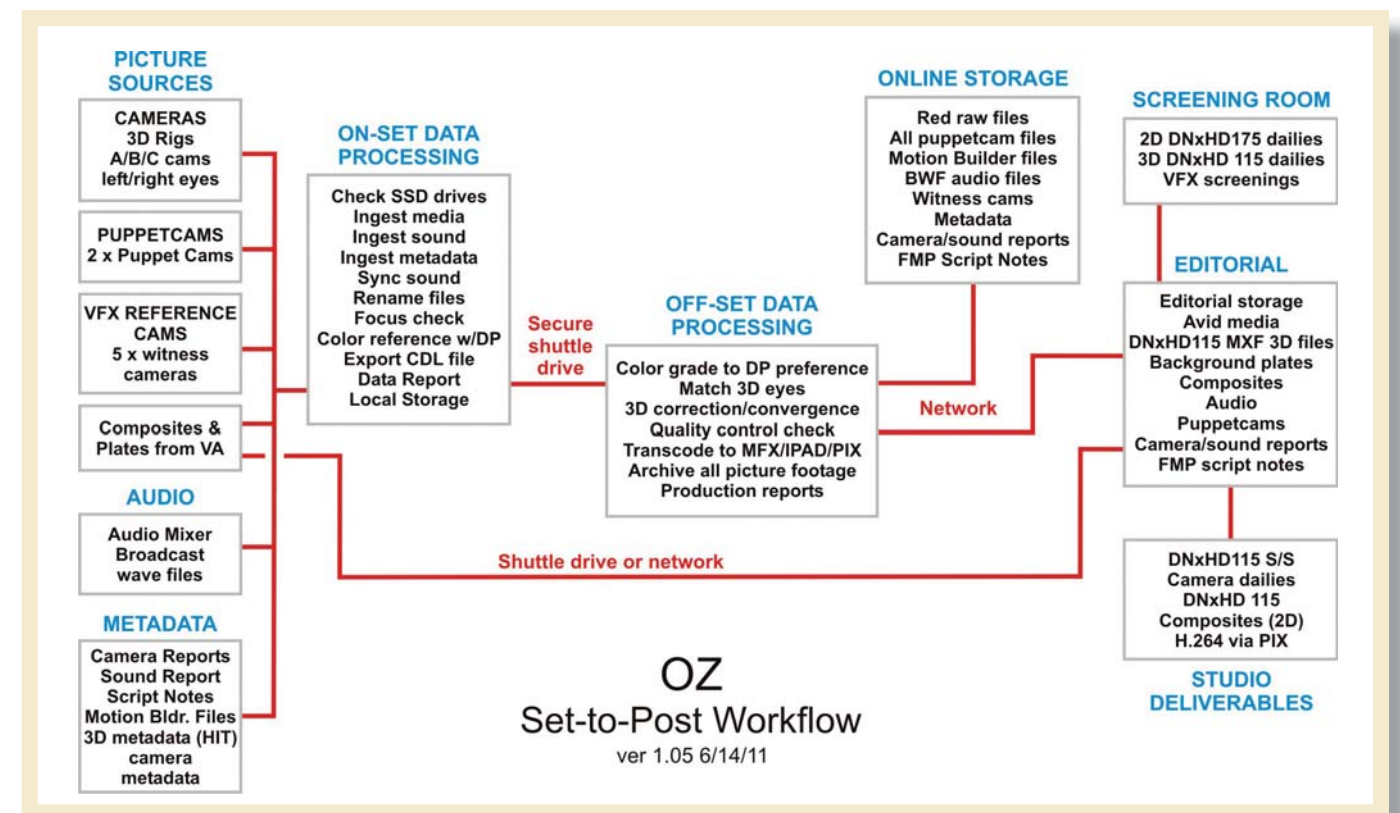 PICTURE
SOURCES
CAMERAS
3D Rigs
A/B/C cams
left/right eyes
PUPPETCAMS
2 x Puppet Cams
VFX REFERENCE
CAMS
5 x witness
cameras
Composites &
Plates from VA
AUDIO
Audio Mixer
Broadcast
wave files
METADATA
Camera Reports
Sound Report
Script Notes
Motion Bldr. Files
3D metadata (HIT)
camera
metadata
ON-SET DATA
PROCESSING
Check SSD drives
Ingest media
Ingest sound
Ingest metadata
Sync sound
Rename files
Focus check
Color reference w/DP
Export CDL file
Data Report
Local Storage
Secure
shuttle
drive
OFF-SET DATA
PROCESSING
Color grade to DP preference
Match 3D eyes
3D correction/convergence
Quality control check
Transcode to MFX/IPAD/PIX
Archive all picture footage
Production reports
ONLINE STORAGE
Red raw files
All puppetcam files
Motion Builder files
BWF audio files
Witness cams
Metadata
Camera/sound reports
FMP Script Notes
Network
Shuttle drive or network
SCREENING ROOM
2D DNxHD175 dailies
3D DNxHD 115 dailies
VFX screenings
EDITORIAL
Editorial storage
Avid media
DNxHD115 MXF 3D files
Background plates
Composites
Audio
Puppetcams
Camera/sound reports
FMP script notes
DNxHD115 S/S
Camera dailies
DNxHD 115
Composites (2D)
H.264 via PIX
STUDIO
DELIVERABLES
OZ
Set-to-Post Workflow
ver 1.05 6/14/11